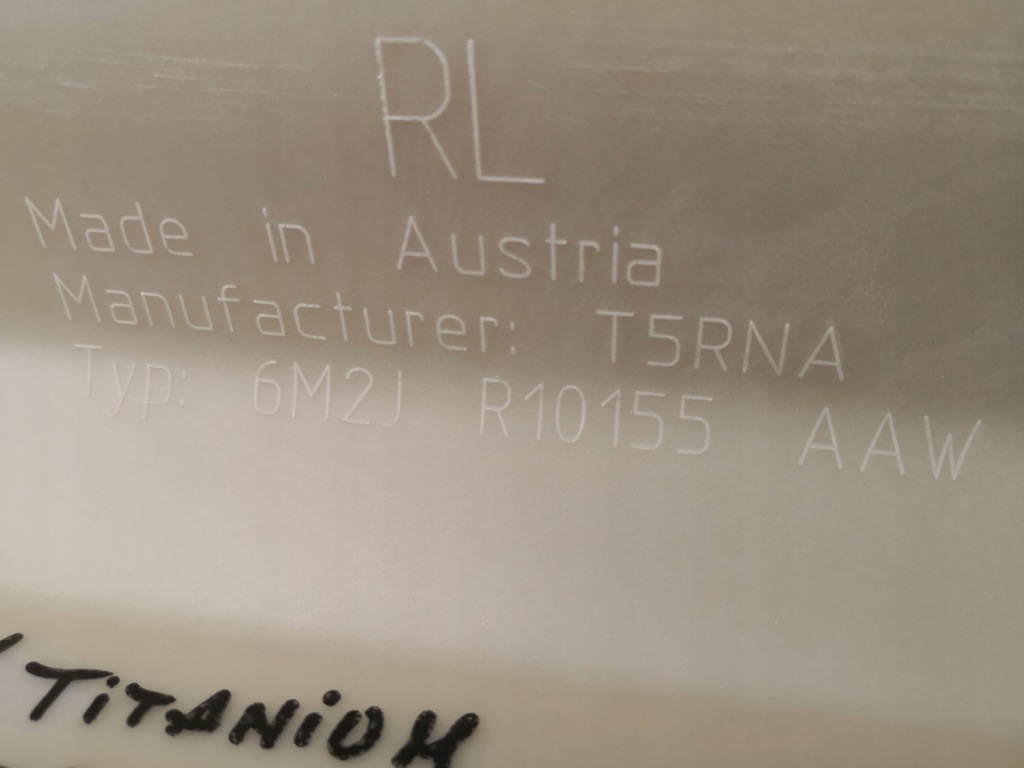 RL
Made in Austria
Manufacturer: T5RNA
Typ: 6M2J R10155 AAW
TiTANiUM